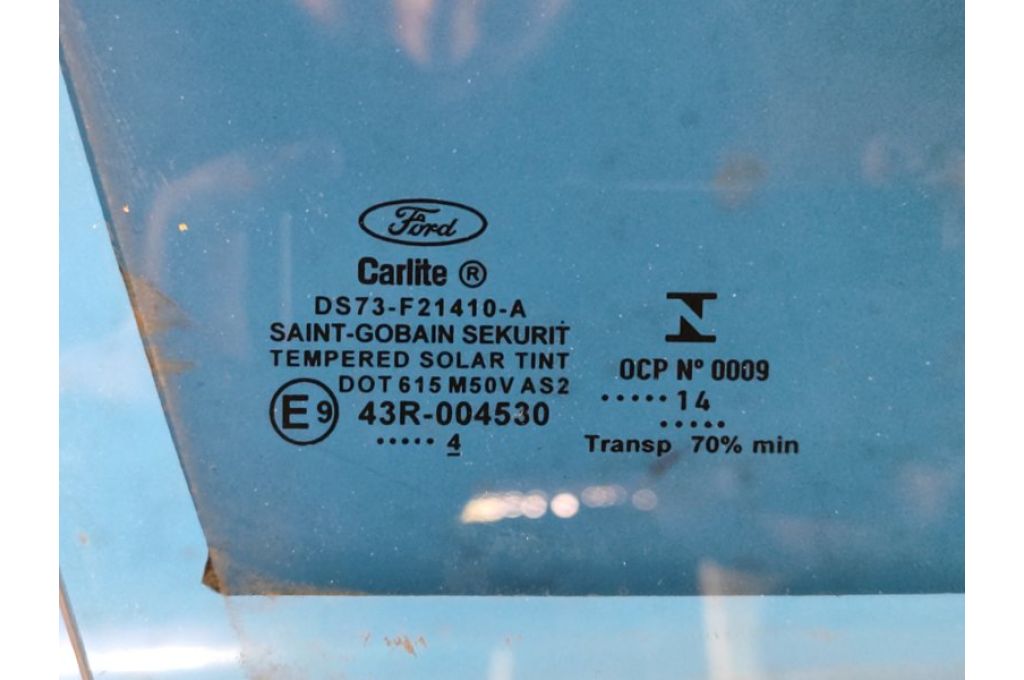 Ford
Carlite ®
DS73-F21410-A
SAINT-GOBAIN SEKURIT
TEMPERED SOLAR TINT
DOT 615 M50V AS2
E9 43R-004530
..... 4
OCP Nº 0009
..... 14
.....
Transp 70% min